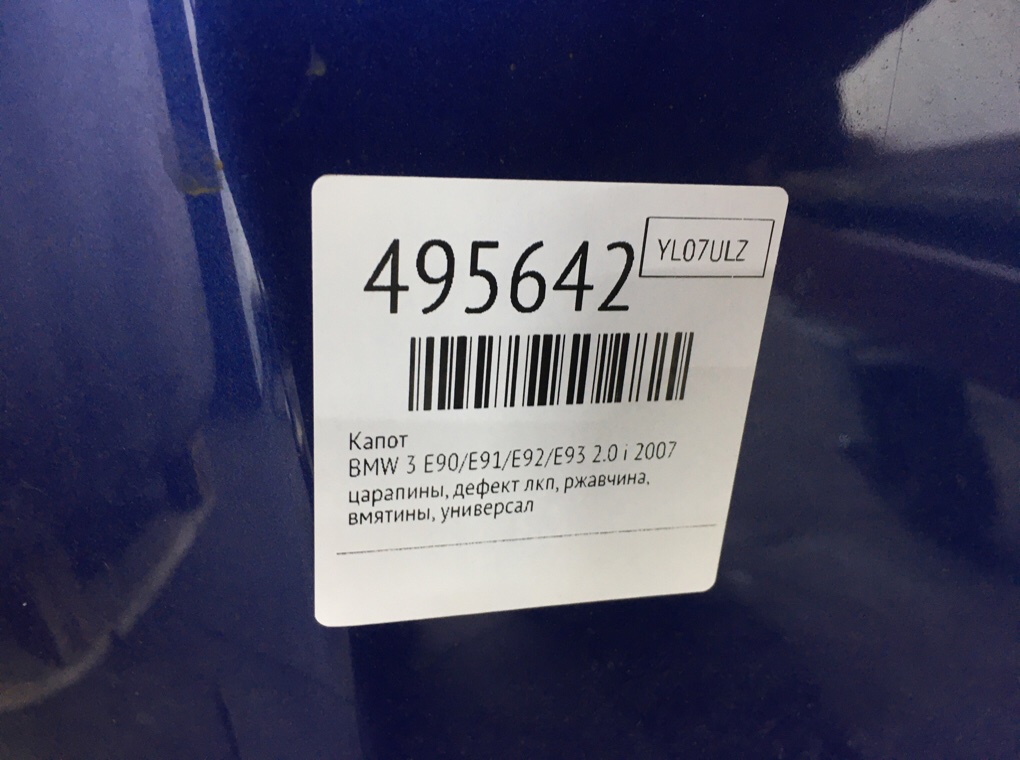 495642
YL07ULZ
Капот
BMW 3 E90/E91/E92/E93 2.0 i 2007
царапины, дефект лкп, ржавчина,
вмятины, универсал